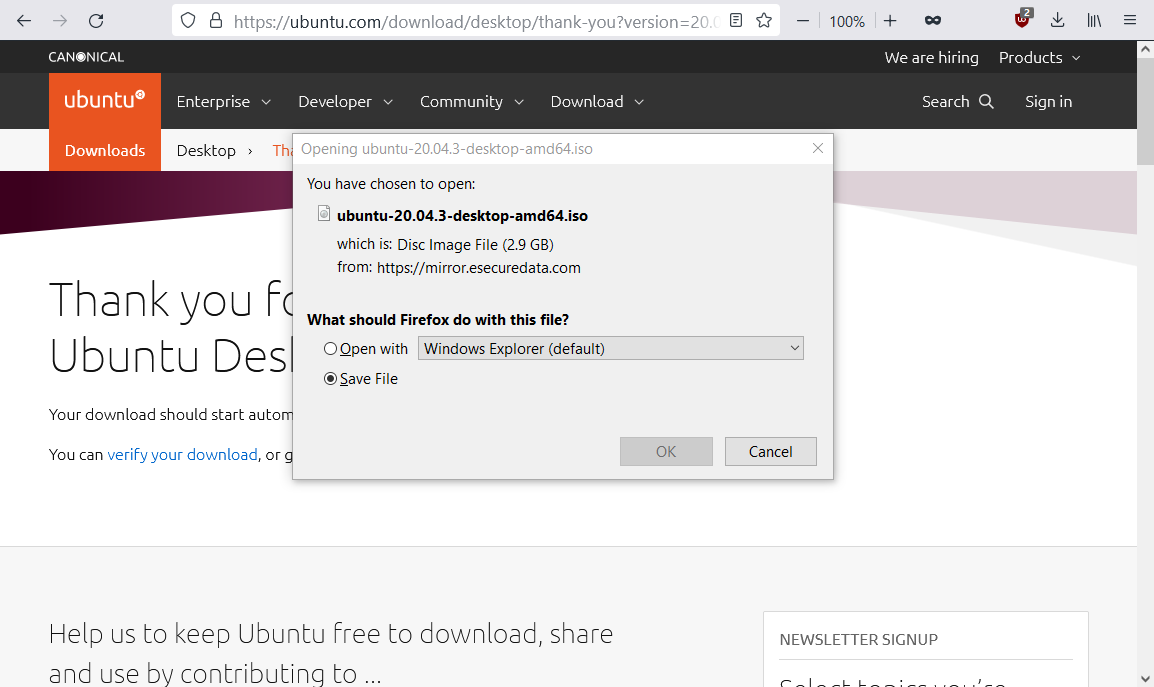 https://ubuntu.com/download/desktop/thank-you?version=20.0
100%
2
CANONICAL
We are hiring
Products
ubuntu
Enterprise
Developer
Community
Download
Search
Sign in
Downloads
Desktop
Tha
Opening ubuntu-20.04.3-desktop-amd64.iso
You have chosen to open:
ubuntu-20.04.3-desktop-amd64.iso
which is: Disc Image File (2.9 GB)
from: https://mirror.esecuredata.com
What should Firefox do with this file?
Open with
Windows Explorer (default)
Save File
OK
Cancel
Thank you fo
Ubuntu Des
Your download should start autom
You can verify your download, or g
Help us to keep Ubuntu free to download, share
and use by contributing to ...
NEWSLETTER SIGNUP
Select topics you're